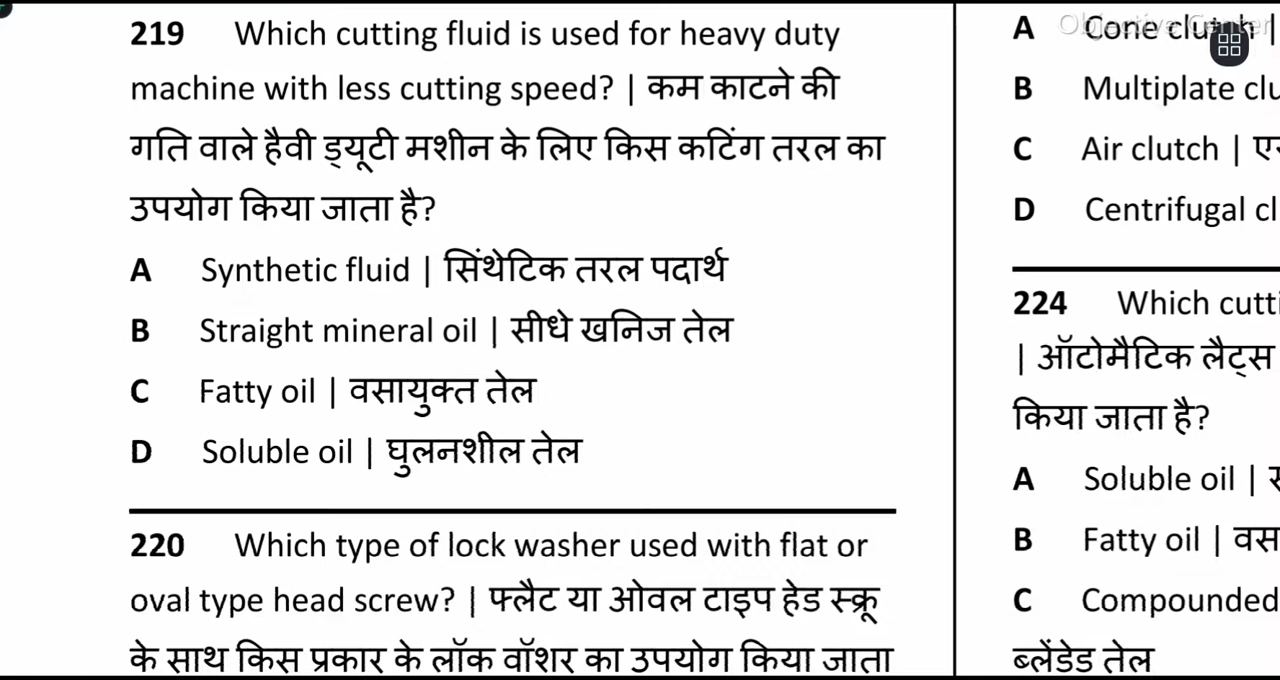 219 Which cutting fluid is used for heavy duty
machine with less cutting speed? | कम काटने की
गति वाले हैवी ड्यूटी मशीन के लिए किस कटिंग तरल का
उपयोग किया जाता है?
A Synthetic fluid | सिंथेटिक तरल पदार्थ
B Straight mineral oil | सीधे खनिज तेल
C Fatty oil | वसायुक्त तेल
D Soluble oil | घुलनशील तेल
220 Which type of lock washer used with flat or
oval type head screw? | फ्लैट या ओवल टाइप हेड स्क्रू
के साथ किस प्रकार के लॉक वॉशर का उपयोग किया जाता
Objective Center
A Cone clutch |
B Multiplate
C Air clutch |
D Centrifugal
224 Which
| ऑटोमैटिक लैट्स
किया जाता है?
A Soluble oil |
B Fatty oil |
C Compounded
ब्लेंडेड तेल